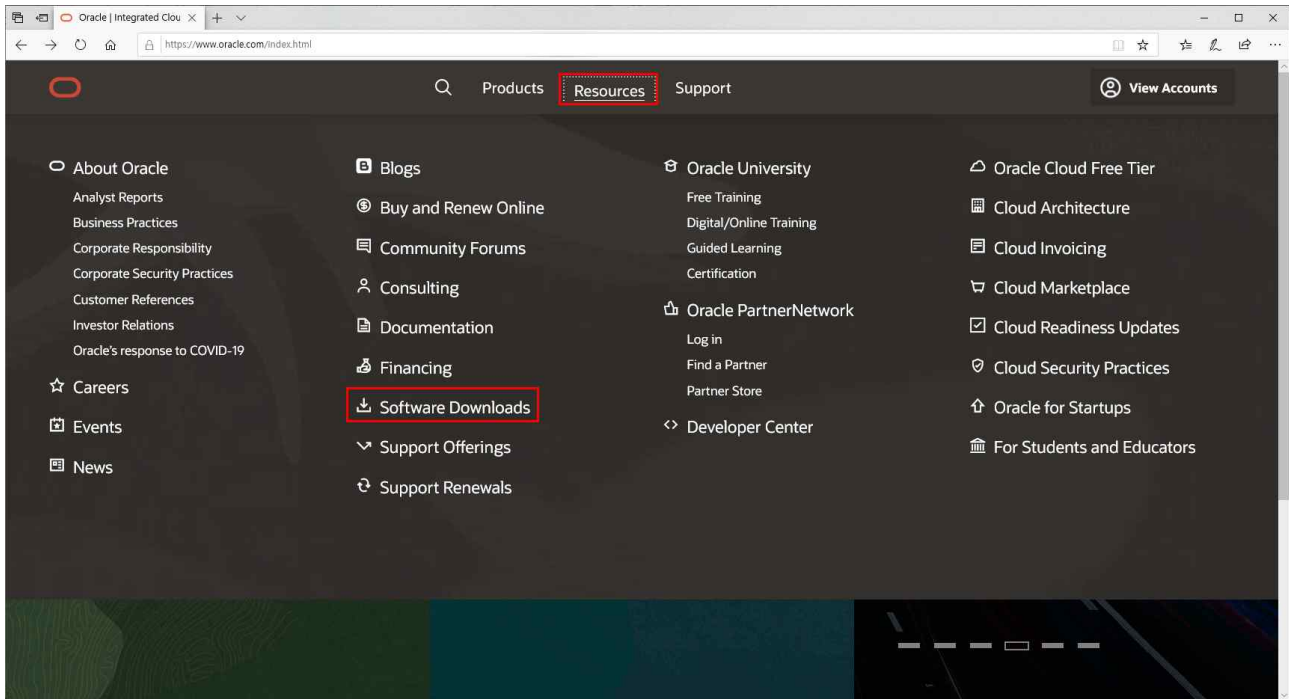 Oracle | Integrated Clou
https://www.oracle.com/index.html
Products Resources Support View Accounts
About Oracle
Analyst Reports
Business Practices
Corporate Responsibility
Corporate Security Practices
Customer References
Investor Relations
Oracle's response to COVID-19
Careers
Events
News
Blogs
Buy and Renew Online
Community Forums
Consulting
Documentation
Financing
Software Downloads
Support Offerings
Support Renewals
Oracle University
Free Training
Digital/Online Training
Guided Learning
Certification
Oracle PartnerNetwork
Log in
Find a Partner
Partner Store
Developer Center
Oracle Cloud Free Tier
Cloud Architecture
Cloud Invoicing
Cloud Marketplace
Cloud Readiness Updates
Cloud Security Practices
Oracle for Startups
For Students and Educators